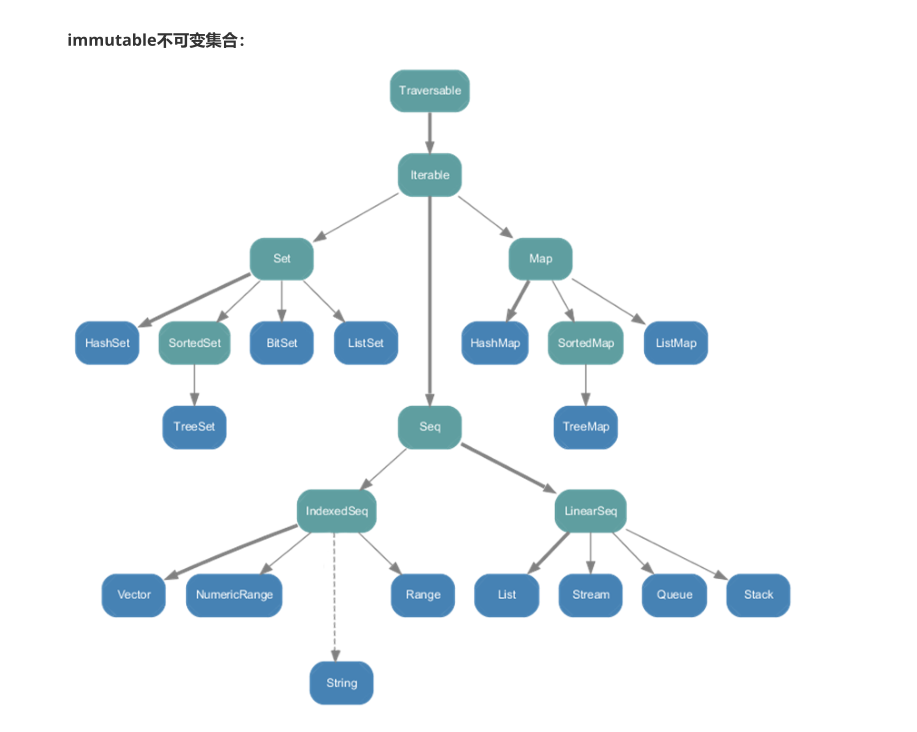 immutable不可变集合：
Traversable
Iterable
Set
Map
HashSet
SortedSet
BitSet
ListSet
HashMap
SortedMap
ListMap
TreeSet
Seq
TreeMap
IndexedSeq
LinearSeq
Vector
NumericRange
Range
List
Stream
Queue
Stack
String